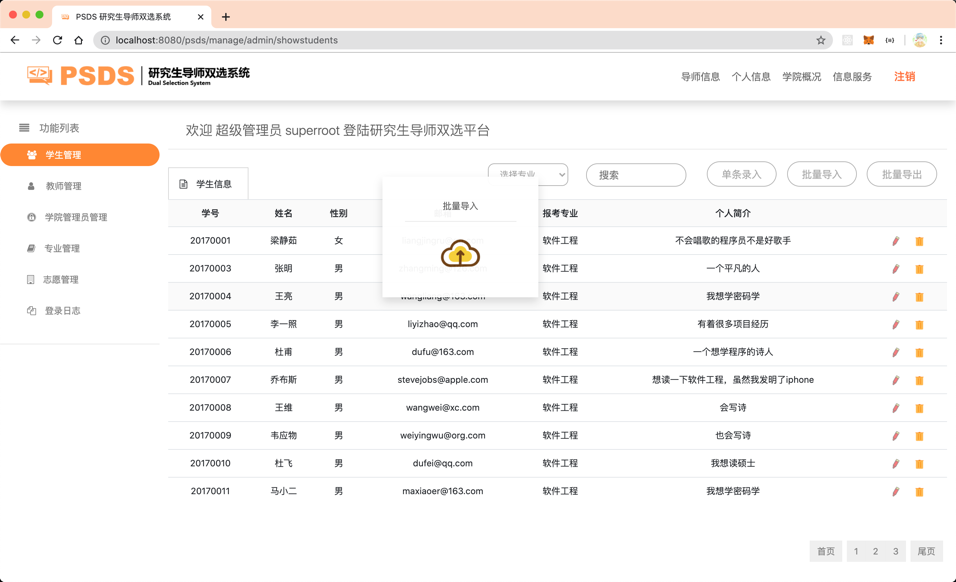 PSDS 研究生导师双选系统
localhost:8080/psds/manage/admin/showstudents
PSDS 研究生导师双选系统
Dual Selection System
导师信息 个人信息 学院概况 信息服务 注销
功能列表
学生管理
教师管理
学院管理员管理
专业管理
志愿管理
登录日志
欢迎 超级管理员 superroot 登陆研究生导师双选平台
学生信息
选择专业 搜索 单条录入 批量导入 批量导出
批量导入
学号 姓名 性别 报考专业 个人简介
20170001 梁静茹 女 软件工程 不会唱歌的程序员不是好歌手
20170003 张明 男 软件工程 一个平凡的人
20170004 王亮 男 wangliang@163.com 软件工程 我想学密码学
20170005 李一照 男 liyizhao@qq.com 软件工程 有着很多项目经历
20170006 杜甫 男 dufu@163.com 软件工程 一个想学程序的诗人
20170007 乔布斯 男 stevejobs@apple.com 软件工程 想读一下软件工程，虽然我发明了iphone
20170008 王维 男 wangwei@xc.com 软件工程 会写诗
20170009 韦应物 男 weiyingwu@org.com 软件工程 也会写诗
20170010 杜飞 男 dufei@qq.com 软件工程 我想读硕士
20170011 马小二 男 maxiaoer@163.com 软件工程 我想学密码学
首页 1 2 3 尾页